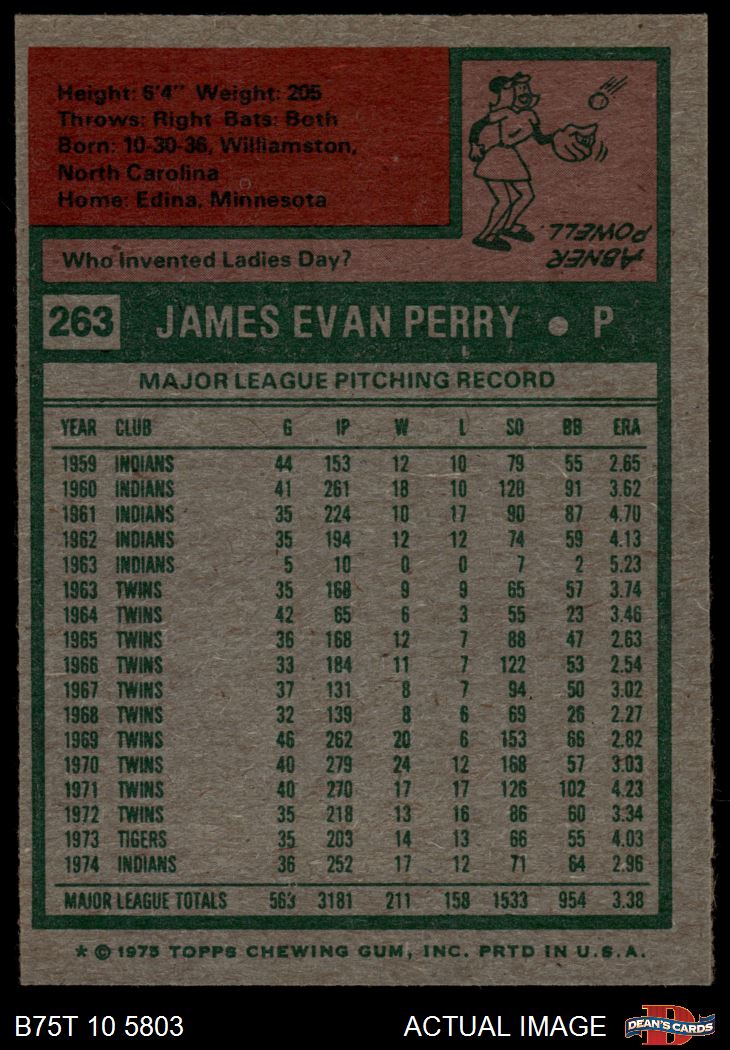 Height: 6'4" Weight: 205
Throws: Right Bats: Both
Born: 10-30-36, Williamston,
North Carolina
Home: Edina, Minnesota
ABNER
POWELL
Who Invented Ladies Day?
263 JAMES EVAN PERRY • P
MAJOR LEAGUE PITCHING RECORD
YEAR CLUB G IP W L SO BB ERA
1959 INDIANS 44 153 12 10 79 55 2.65
1960 INDIANS 41 261 18 10 120 91 3.62
1961 INDIANS 35 224 10 17 90 87 4.70
1962 INDIANS 35 194 12 12 74 59 4.13
1963 INDIANS 5 10 0 0 7 2 5.23
1963 TWINS 35 168 9 9 65 57 3.74
1964 TWINS 42 65 6 3 55 23 3.46
1965 TWINS 36 168 12 7 88 47 2.63
1966 TWINS 33 184 11 7 122 53 2.54
1967 TWINS 37 131 8 7 94 50 3.02
1968 TWINS 32 139 8 6 69 26 2.27
1969 TWINS 46 262 20 6 153 66 2.82
1970 TWINS 40 279 24 12 168 57 3.03
1971 TWINS 40 270 17 17 126 102 4.23
1972 TWINS 35 218 13 16 86 60 3.34
1973 TIGERS 35 203 14 13 66 55 4.03
1974 INDIANS 36 252 17 12 71 64 2.96
MAJOR LEAGUE TOTALS 563 3181 211 158 1533 954 3.38
* © 1975 TOPPS CHEWING GUM, INC. PRTD IN U.S.A.
B75T 10 5803 ACTUAL IMAGE D DEAN'S CARDS